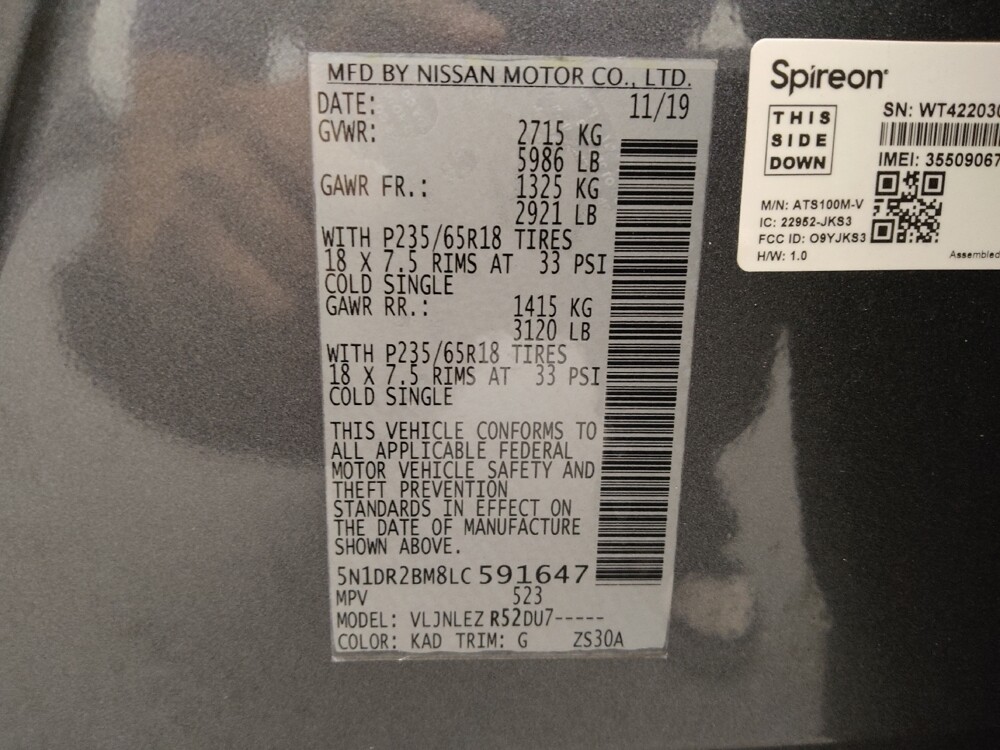 MFD BY NISSAN MOTOR CO., LTD.
DATE: 11/19
GVWR: 2715 KG
5986 LB
GAWR FR.: 1325 KG
2921 LB
WITH P235/65R18 TIRES
18 X 7.5 RIMS AT 33 PSI
COLD SINGLE
GAWR RR.: 1415 KG
3120 LB
WITH P235/65R18 TIRES
18 X 7.5 RIMS AT 33 PSI
COLD SINGLE
THIS VEHICLE CONFORMS TO
ALL APPLICABLE FEDERAL
MOTOR VEHICLE SAFETY AND
THEFT PREVENTION
STANDARDS IN EFFECT ON
THE DATE OF MANUFACTURE
SHOWN ABOVE.
5N1DR2BM8LC591647
MPV 523
MODEL: VLJNLEZ R52DU7-----
COLOR: KAD TRIM: G ZS30A
Spireon
THIS
SIDE
DOWN
SN: WT422030
IMEI: 35509067
M/N: ATS100M-V
IC: 22952-JKS3
FCC ID: O9YJKS3
H/W: 1.0
Assembled